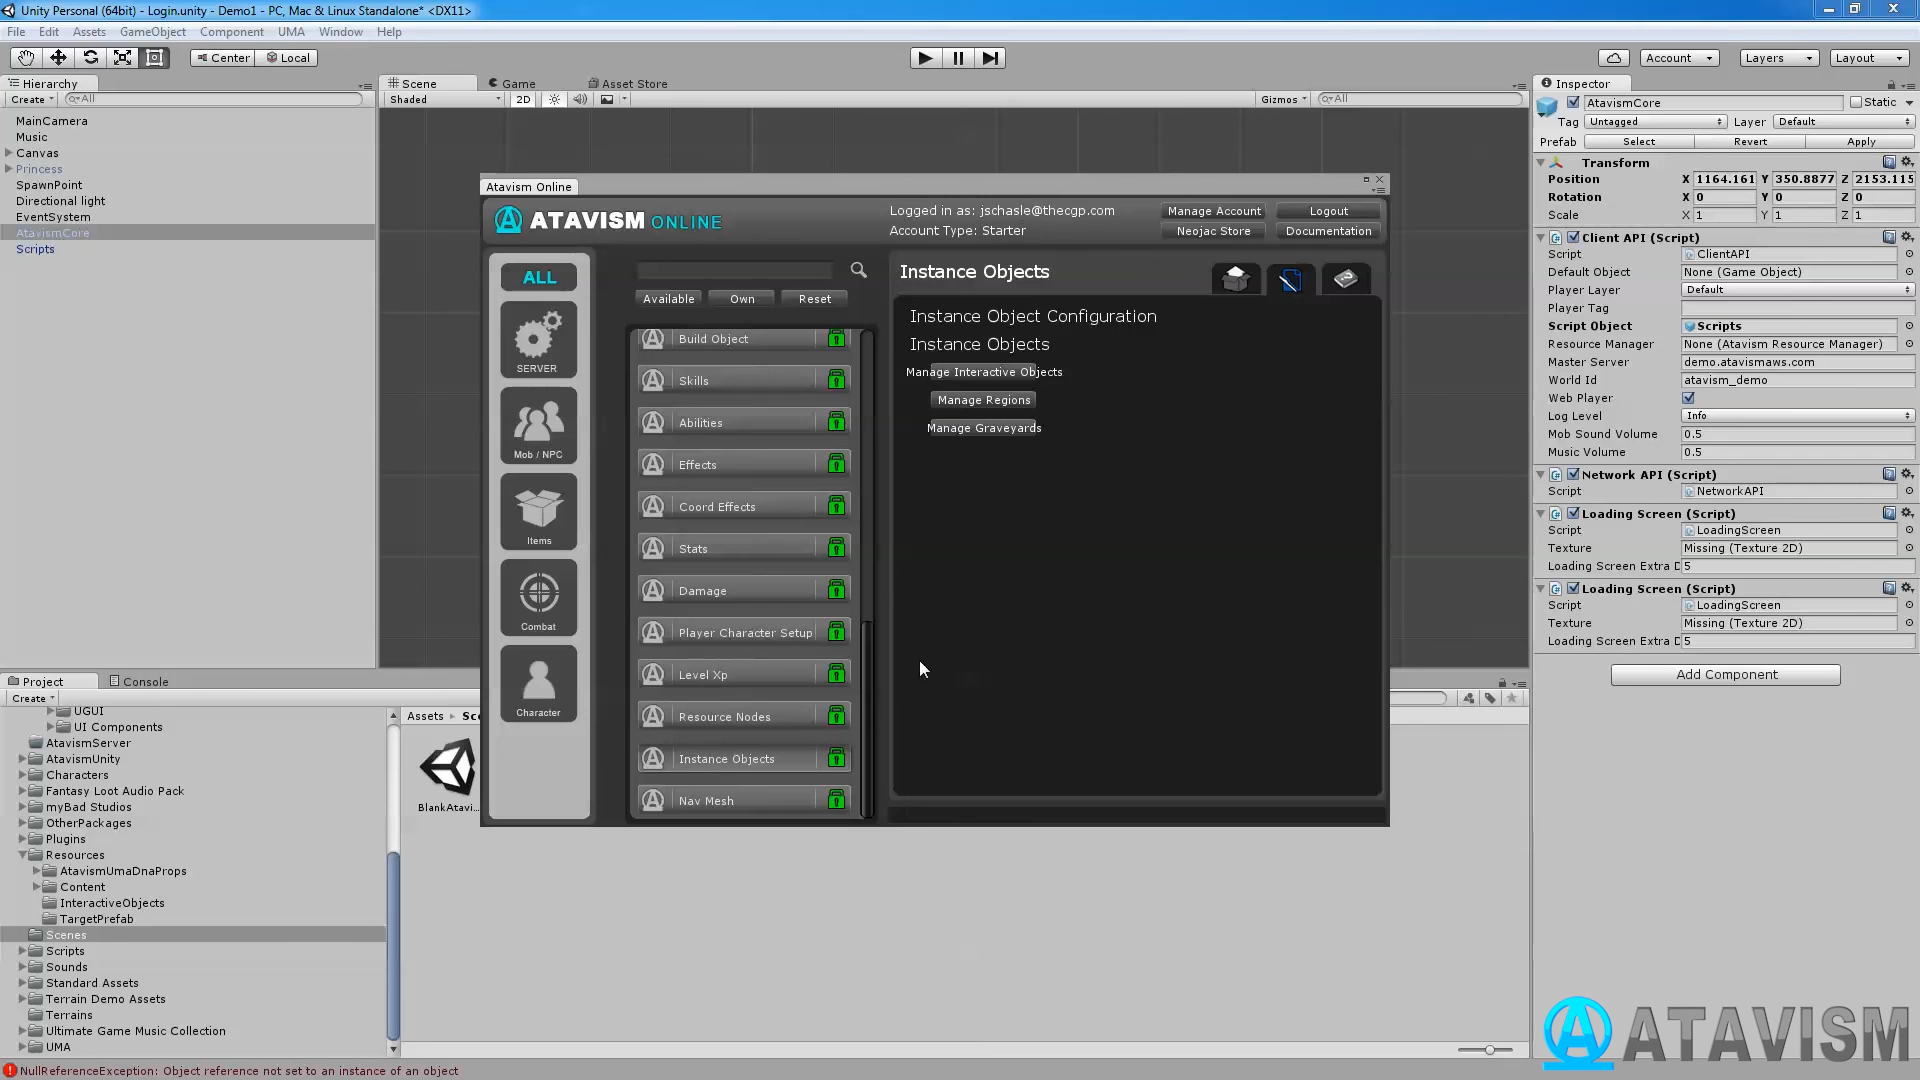 Unity Personal (64bit) - Login.unity - Demo1 - PC, Mac & Linux Standalone* <DX11>
File Edit Assets GameObject Component UMA Window Help
Center Local Account Layers Layout
Hierarchy
Create All
MainCamera
Music
Canvas
Princess
SpawnPoint
Directional light
EventSystem
AtavismCore
Scripts
Scene Game Asset Store
Shaded 2D Gizmos All
Atavism Online
ATAVISM ONLINE
Logged in as: jschasle@thecgp.com
Account Type: Starter
Manage Account Logout
Neojac Store Documentation
ALL
SERVER
Mob / NPC
Items
Combat
Character
Available Own Reset
Build Object
Skills
Abilities
Effects
Coord Effects
Stats
Damage
Player Character Setup
Level Xp
Resource Nodes
Instance Objects
Nav Mesh
Instance Objects
Instance Object Configuration
Instance Objects
Manage Interactive Objects
Manage Regions
Manage Graveyards
Inspector
AtavismCore Static
Tag Untagged Layer Default
Prefab Select Revert Apply
Transform
Position X 1164.161 Y 350.8877 Z 2153.115
Rotation X 0 Y 0 Z 0
Scale X 1 Y 1 Z 1
Client API (Script)
Script ClientAPI
Default Object None (Game Object)
Player Layer Default
Player Tag
Script Object Scripts
Resource Manager None (Atavism Resource Manager)
Master Server demo.atavismaws.com
World Id atavism_demo
Web Player
Log Level Info
Mob Sound Volume 0.5
Music Volume 0.5
Network API (Script)
Script NetworkAPI
Loading Screen (Script)
Script LoadingScreen
Texture Missing (Texture 2D)
Loading Screen Extra D 5
Loading Screen (Script)
Script LoadingScreen
Texture Missing (Texture 2D)
Loading Screen Extra D 5
Add Component
Project Console
Create
UGUI
UI Components
AtavismServer
AtavismUnity
Characters
Fantasy Loot Audio Pack
myBad Studios
OtherPackages
Plugins
Resources
AtavismUmaDnaProps
Content
InteractiveObjects
TargetPrefab
Scenes
Scripts
Sounds
Standard Assets
Terrain Demo Assets
Terrains
Ultimate Game Music Collection
UMA
Assets Sce
BlankAtavi...
NullReferenceException: Object reference not set to an instance of an object
ATAVISM